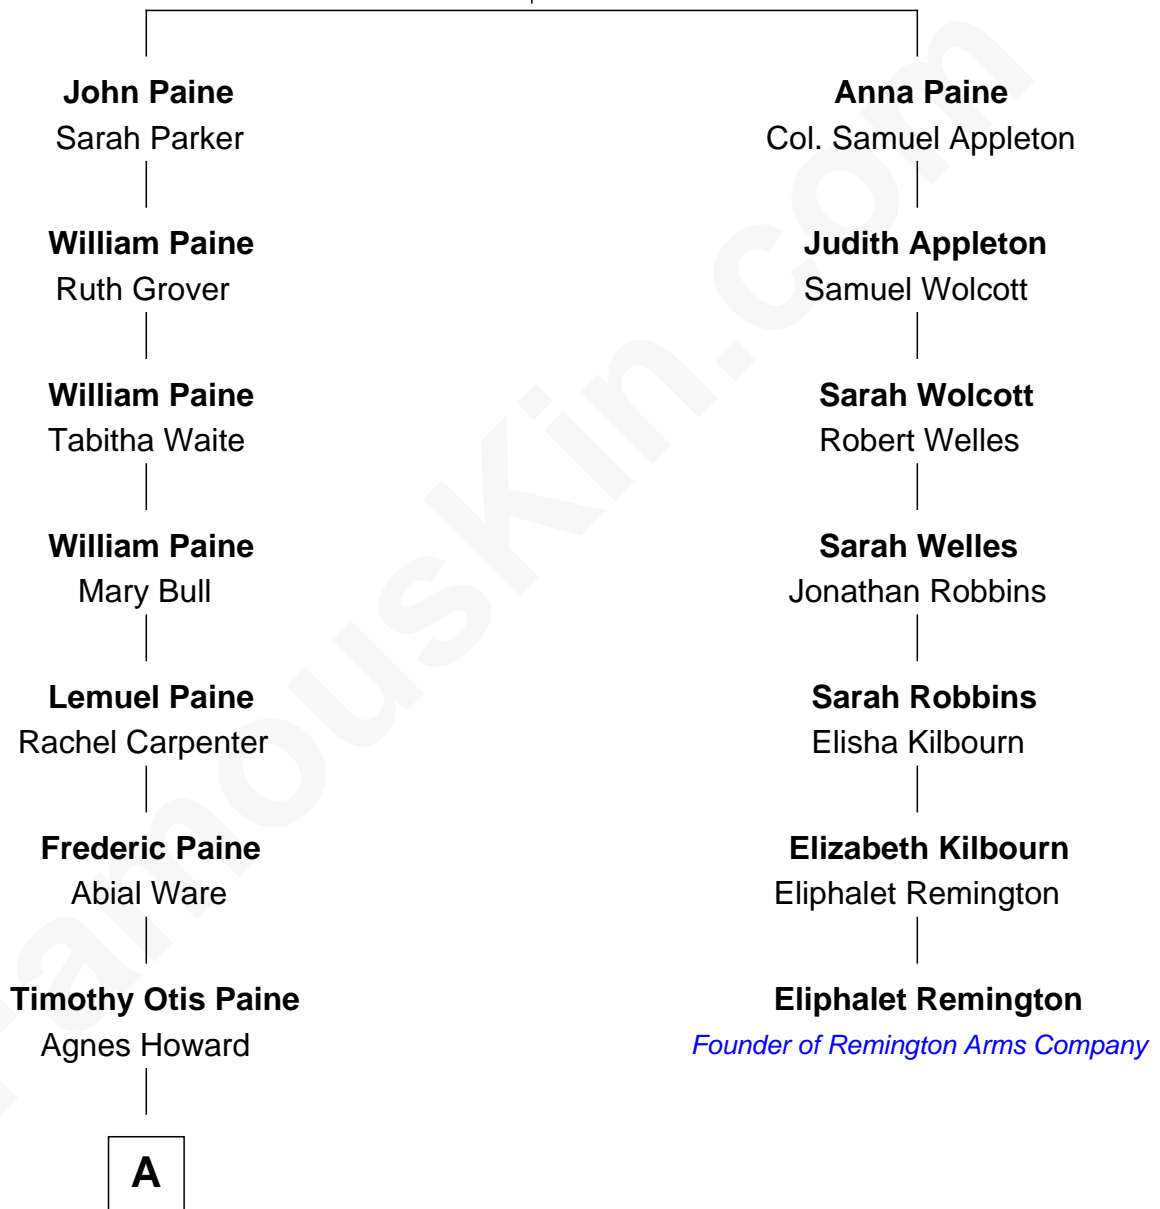 John Paine
Sarah Parker
William Paine
Ruth Grover
William Paine
Tabitha Waite
William Paine
Mary Bull
Lemuel Paine
Rachel Carpenter
Frederic Paine
Abial Ware
Timothy Otis Paine
Agnes Howard
A
Anna Paine
Col. Samuel Appleton
Judith Appleton
Samuel Wolcott
Sarah Wolcott
Robert Welles
Sarah Welles
Jonathan Robbins
Sarah Robbins
Elisha Kilbourn
Elizabeth Kilbourn
Eliphalet Remington
Eliphalet Remington
Founder of Remington Arms Company
FamousKin.com